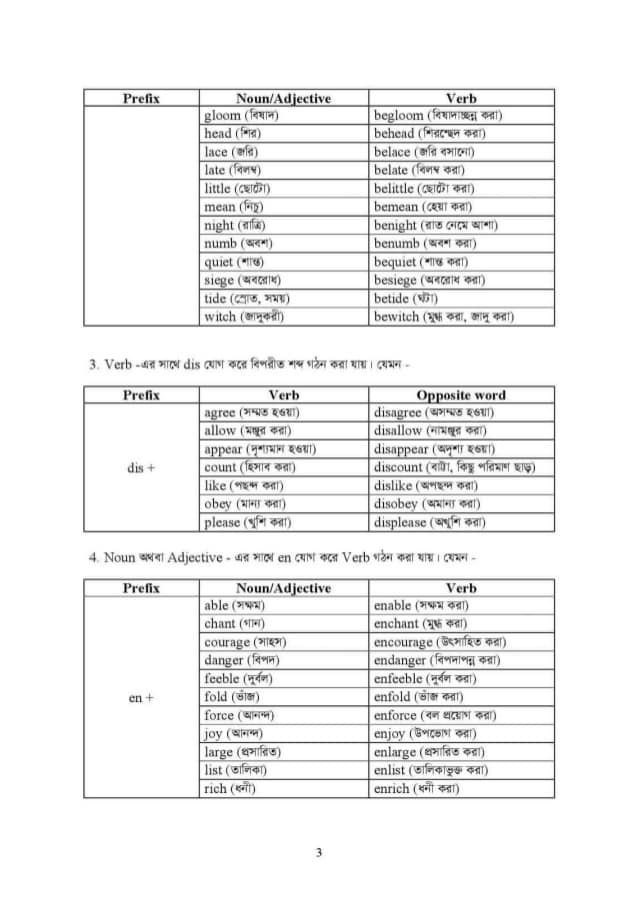 Prefix Noun/Adjective Verb
gloom (বিষাদ) begloom (বিষাদাচ্ছন্ন করা)
head (শির) behead (শিরশ্ছেদ করা)
lace (জরি) belace (জরি বসানো)
late (বিলম্ব) belate (বিলম্ব করা)
little (ছোটো) belittle (ছোটো করা)
mean (নিচু) bemean (হেয়া করা)
night (রাত্রি) benight (রাত নেমে আশা)
numb (অবশ) benumb (অবশ করা)
quiet (শান্ত) bequiet (শান্ত করা)
siege (অবরোধ) besiege (অবরোধ করা)
tide (স্রোত, সময়) betide (ঘটা)
witch (জাদুকরী) bewitch (মুগ্ধ করা, জাদু করা)
3. Verb -এর সাথে dis যোগ করে বিপরীত শব্দ গঠন করা যায়। যেমন -
Prefix Verb Opposite word
agree (সম্মত হওয়া) disagree (অসম্মত হওয়া)
allow (মঞ্জুর করা) disallow (নামঞ্জুর করা)
appear (দৃশ্যমান হওয়া) disappear (অদৃশ্য হওয়া)
dis + count (হিসাব করা) discount (বাট্টা, কিছু পরিমাণ ছাড়)
like (পছন্দ করা) dislike (অপছন্দ করা)
obey (মান্য করা) disobey (অমান্য করা)
please (খুশি করা) displease (অখুশি করা)
4. Noun অথবা Adjective - এর সাথে en যোগ করে Verb গঠন করা যায়। যেমন -
Prefix Noun/Adjective Verb
able (সক্ষম) enable (সক্ষম করা)
chant (গান) enchant (মুগ্ধ করা)
courage (সাহস) encourage (উৎসাহিত করা)
danger (বিপদ) endanger (বিপদাপন্ন করা)
feeble (দুর্বল) enfeeble (দুর্বল করা)
en + fold (ভাঁজ) enfold (ভাঁজ করা)
force (আনন্দ) enforce (বল প্রয়োগ করা)
joy (আনন্দ) enjoy (উপভোগ করা)
large (প্রসারিত) enlarge (প্রসারিত করা)
list (তালিকা) enlist (তালিকাভুক্ত করা)
rich (ধনী) enrich (ধনী করা)
3